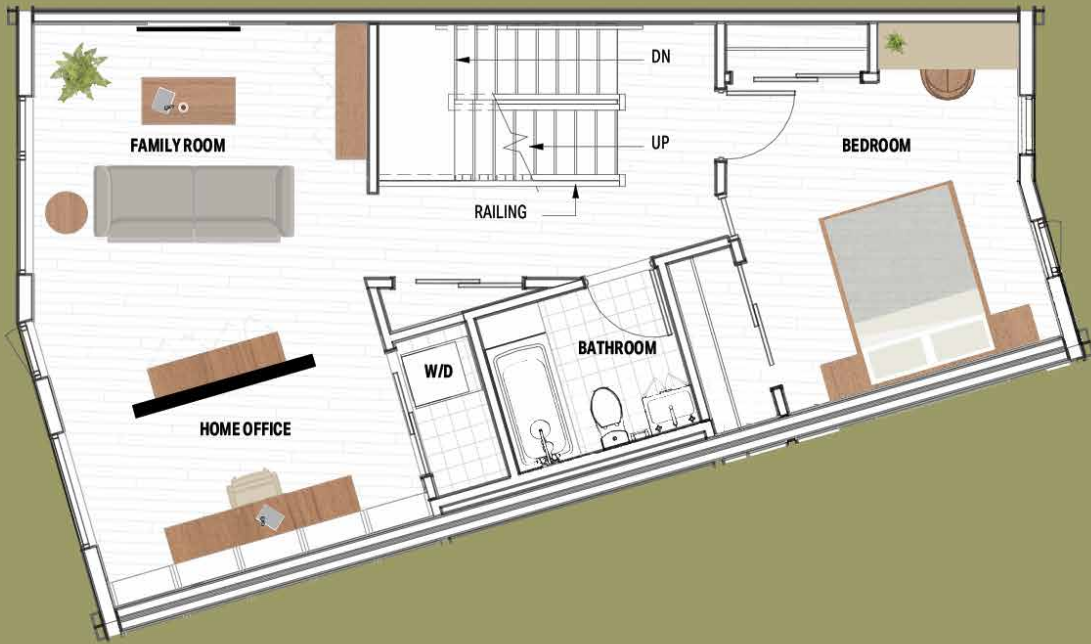 DN
FAMILY ROOM
UP
BEDROOM
RAILING
BATHROOM
W/D
HOME OFFICE